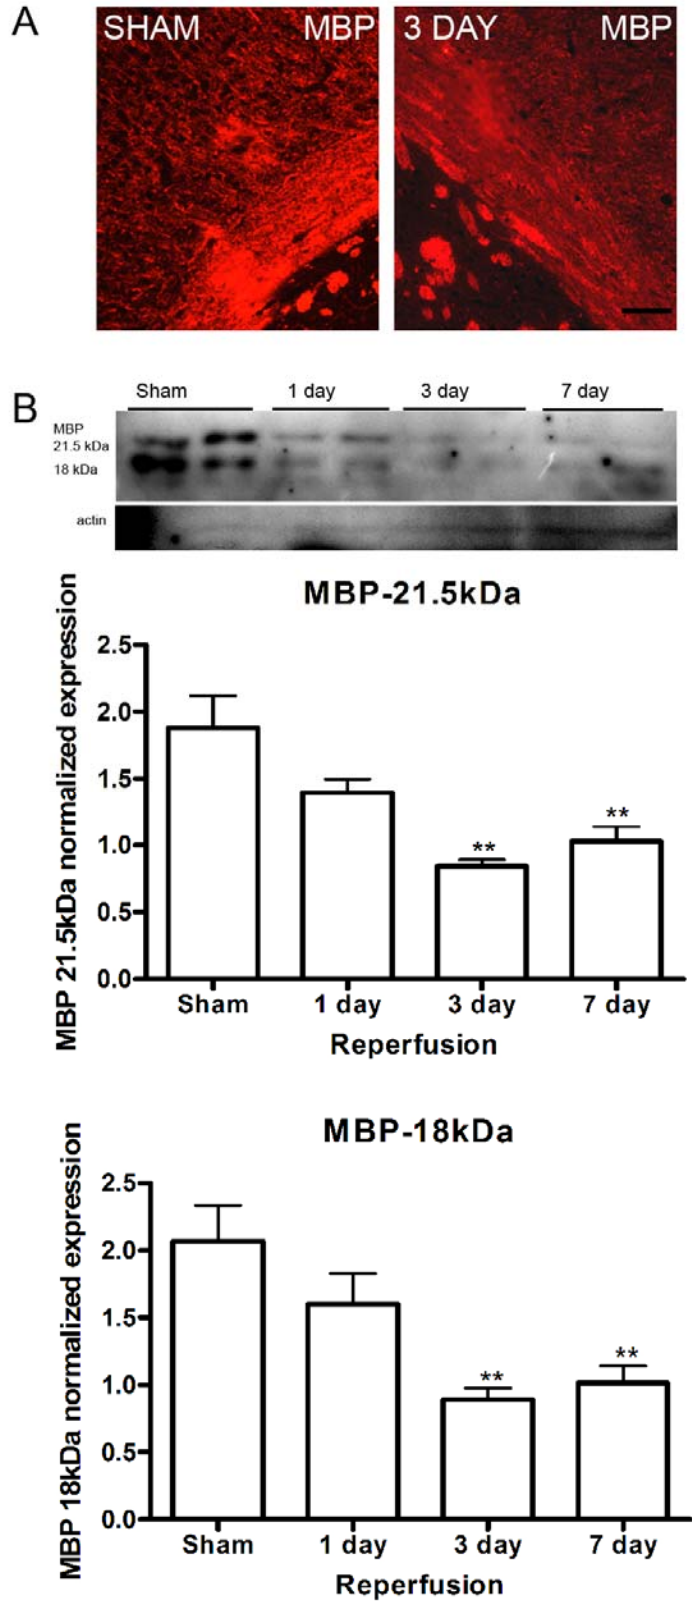 A
SHAM MBP
3 DAY MBP
B
Sham 1 day 3 day 7 day
MBP
21.5 kDa
18 kDa
actin
MBP-21.5kDa
MBP 21.5kDa normalized expression
2.5
2.0
1.5
1.0
0.5
0.0
**
**
Sham 1 day 3 day 7 day
Reperfusion
MBP-18kDa
MBP 18kDa normalized expression
2.5
2.0
1.5
1.0
0.5
0.0
**
**
Sham 1 day 3 day 7 day
Reperfusion